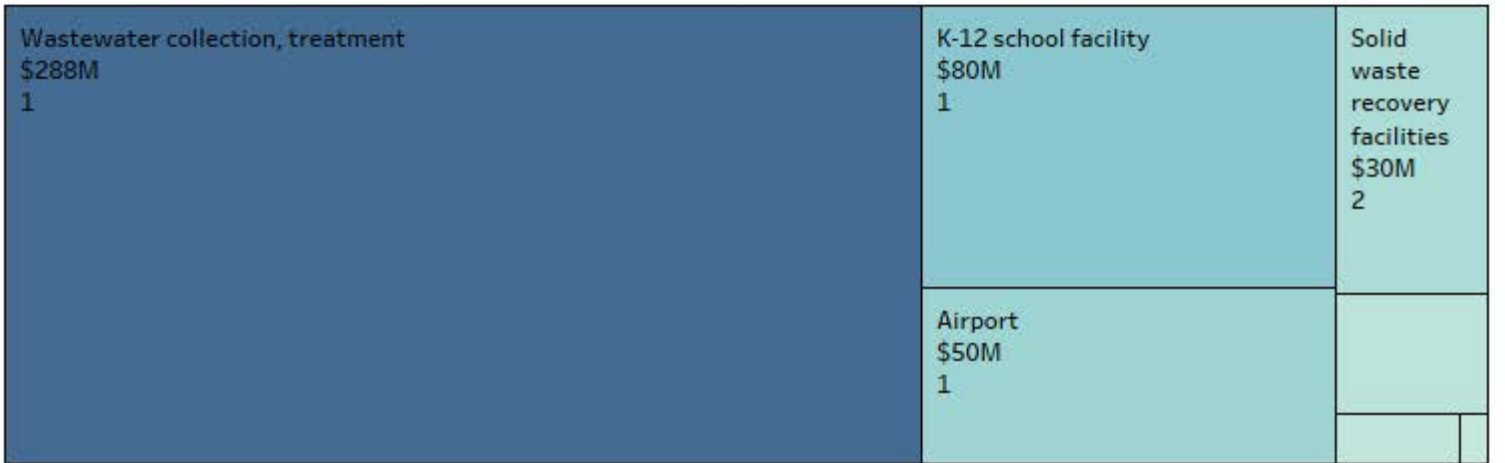 Wastewater collection, treatment
$288M
1
K-12 school facility
$80M
1
Airport
$50M
1
Solid
waste
recovery
facilities
$30M
2